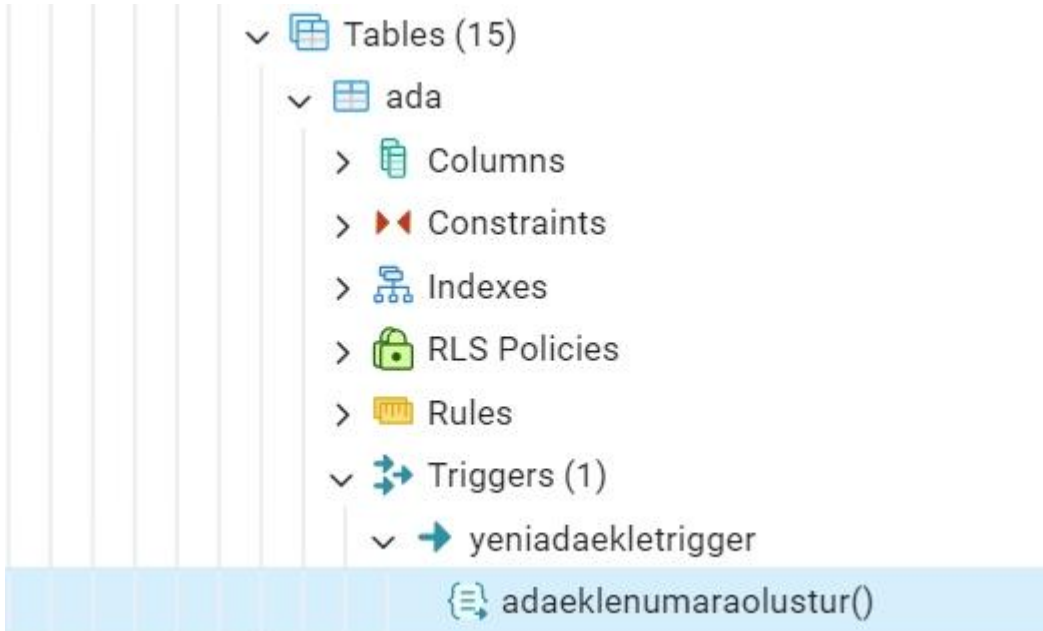 Tables (15)
ada
Columns
Constraints
Indexes
RLS Policies
Rules
Triggers (1)
yeniadaekletrigger
adaeklenumaraolustur()